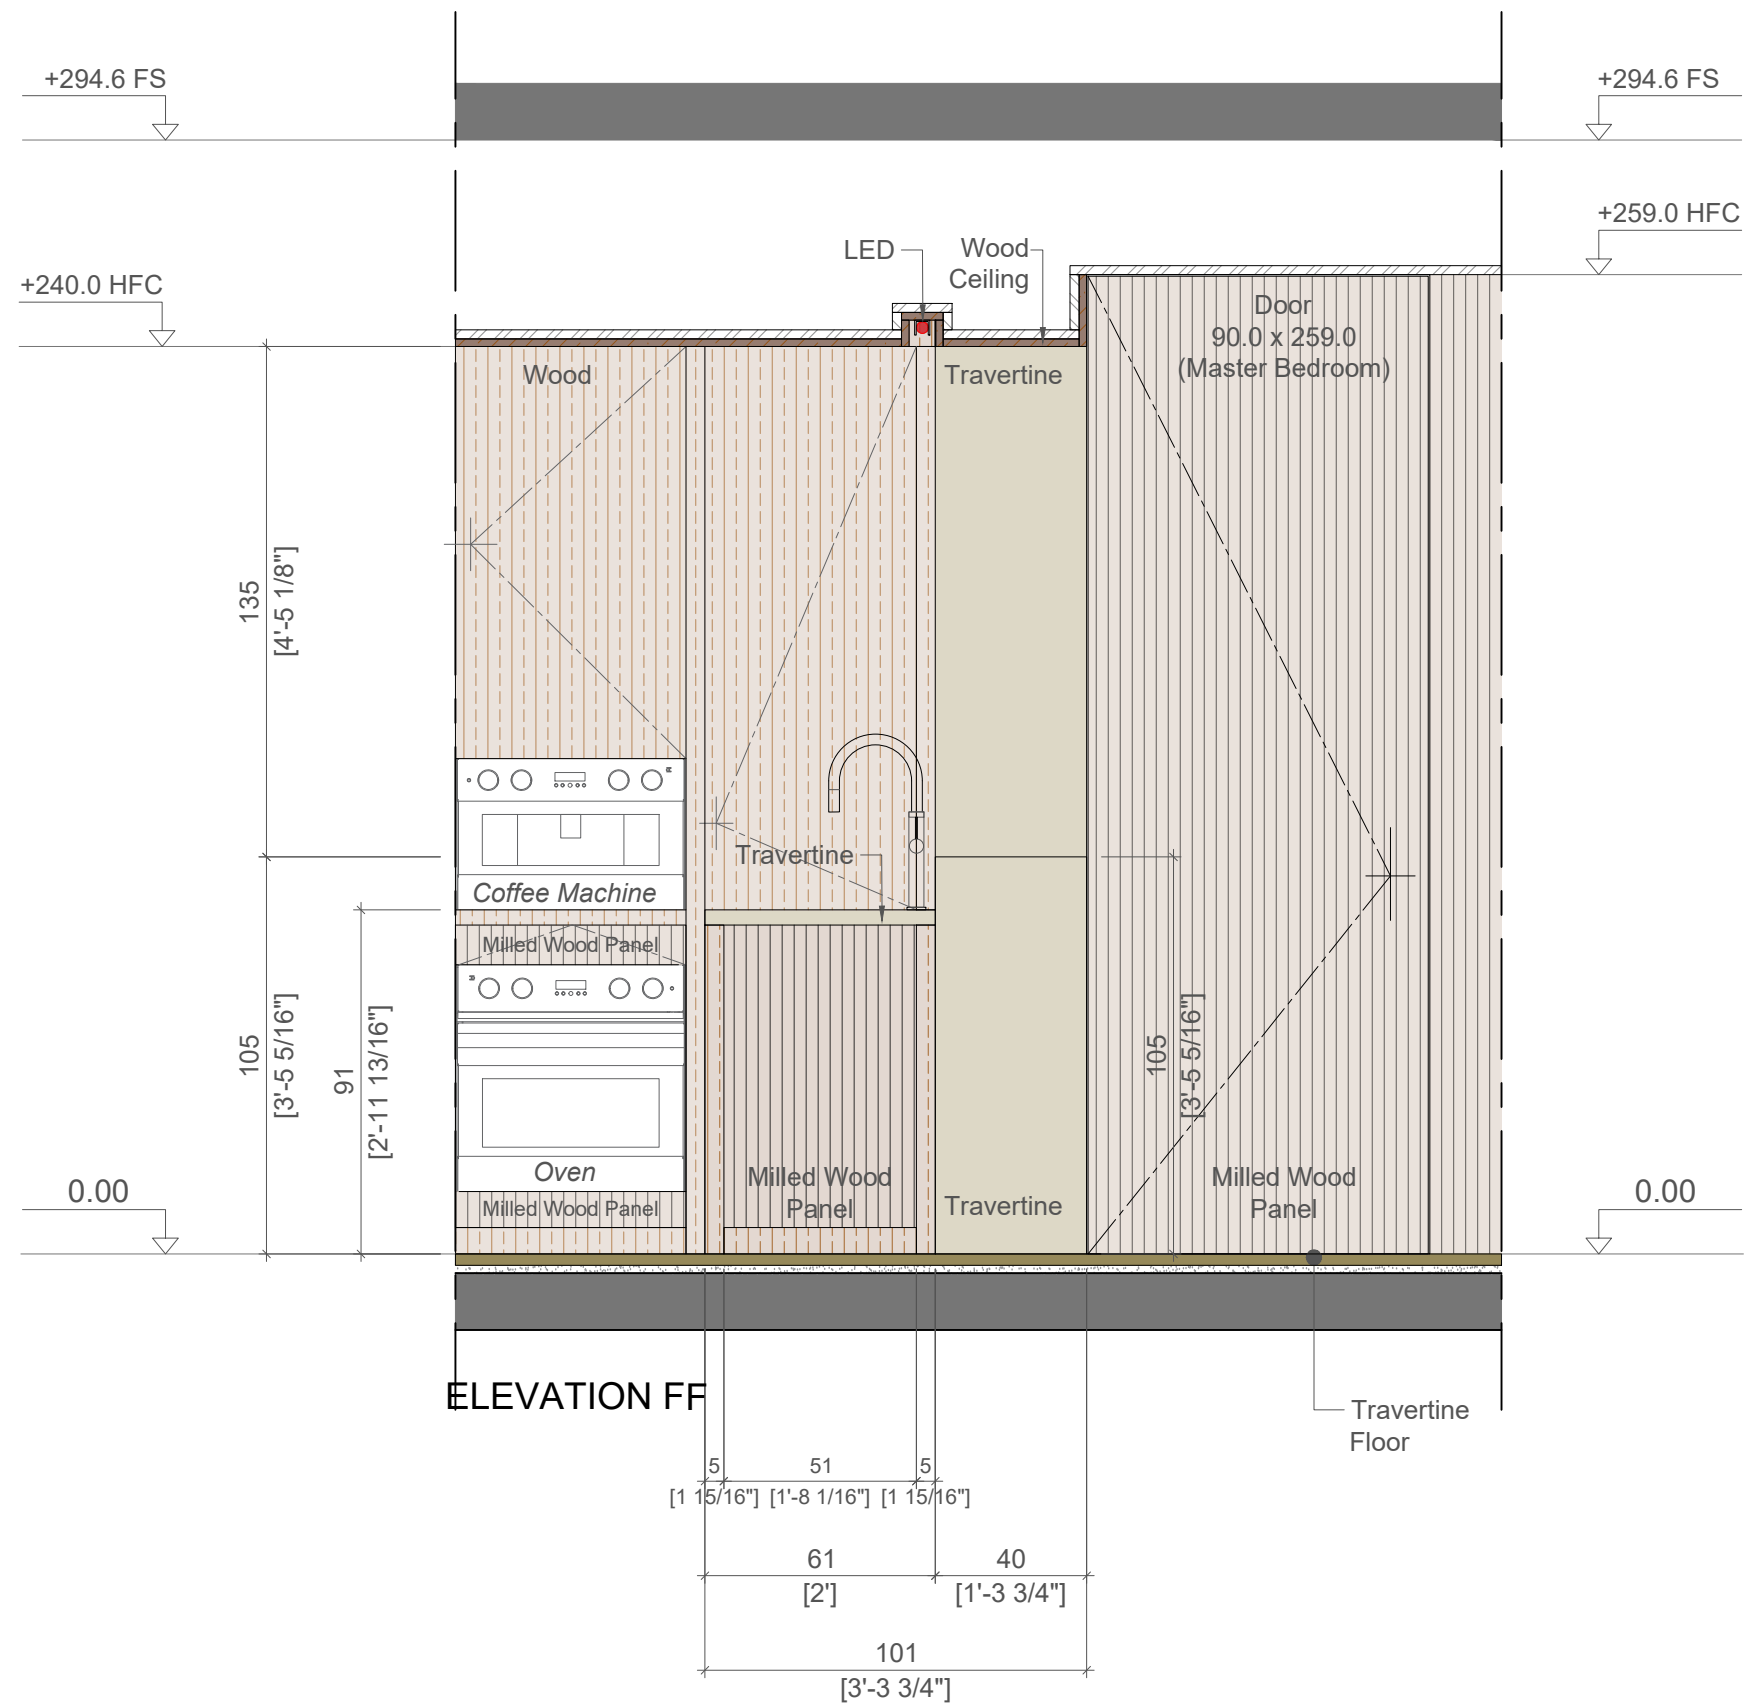 +294.6 FS
+294.6 FS
+259.0 HFC
+240.0 HFC
LED
Wood
Ceiling
Door
90.0 x 259.0
(Master Bedroom)
Wood
Travertine
135
[4'-5 1/8"]
Travertine
Coffee Machine
Milled Wood Panel
105
[3'-5 5/16"]
91
[2'-11 13/16"]
105
[3'-5 5/16"]
Oven
Milled Wood Panel
Milled Wood
Panel
Travertine
Milled Wood
Panel
0.00
0.00
ELEVATION FF
Travertine
Floor
5 51 5
[1 15/16"] [1'-8 1/16"] [1 15/16"]
61 40
[2'] [1'-3 3/4"]
101
[3'-3 3/4"]